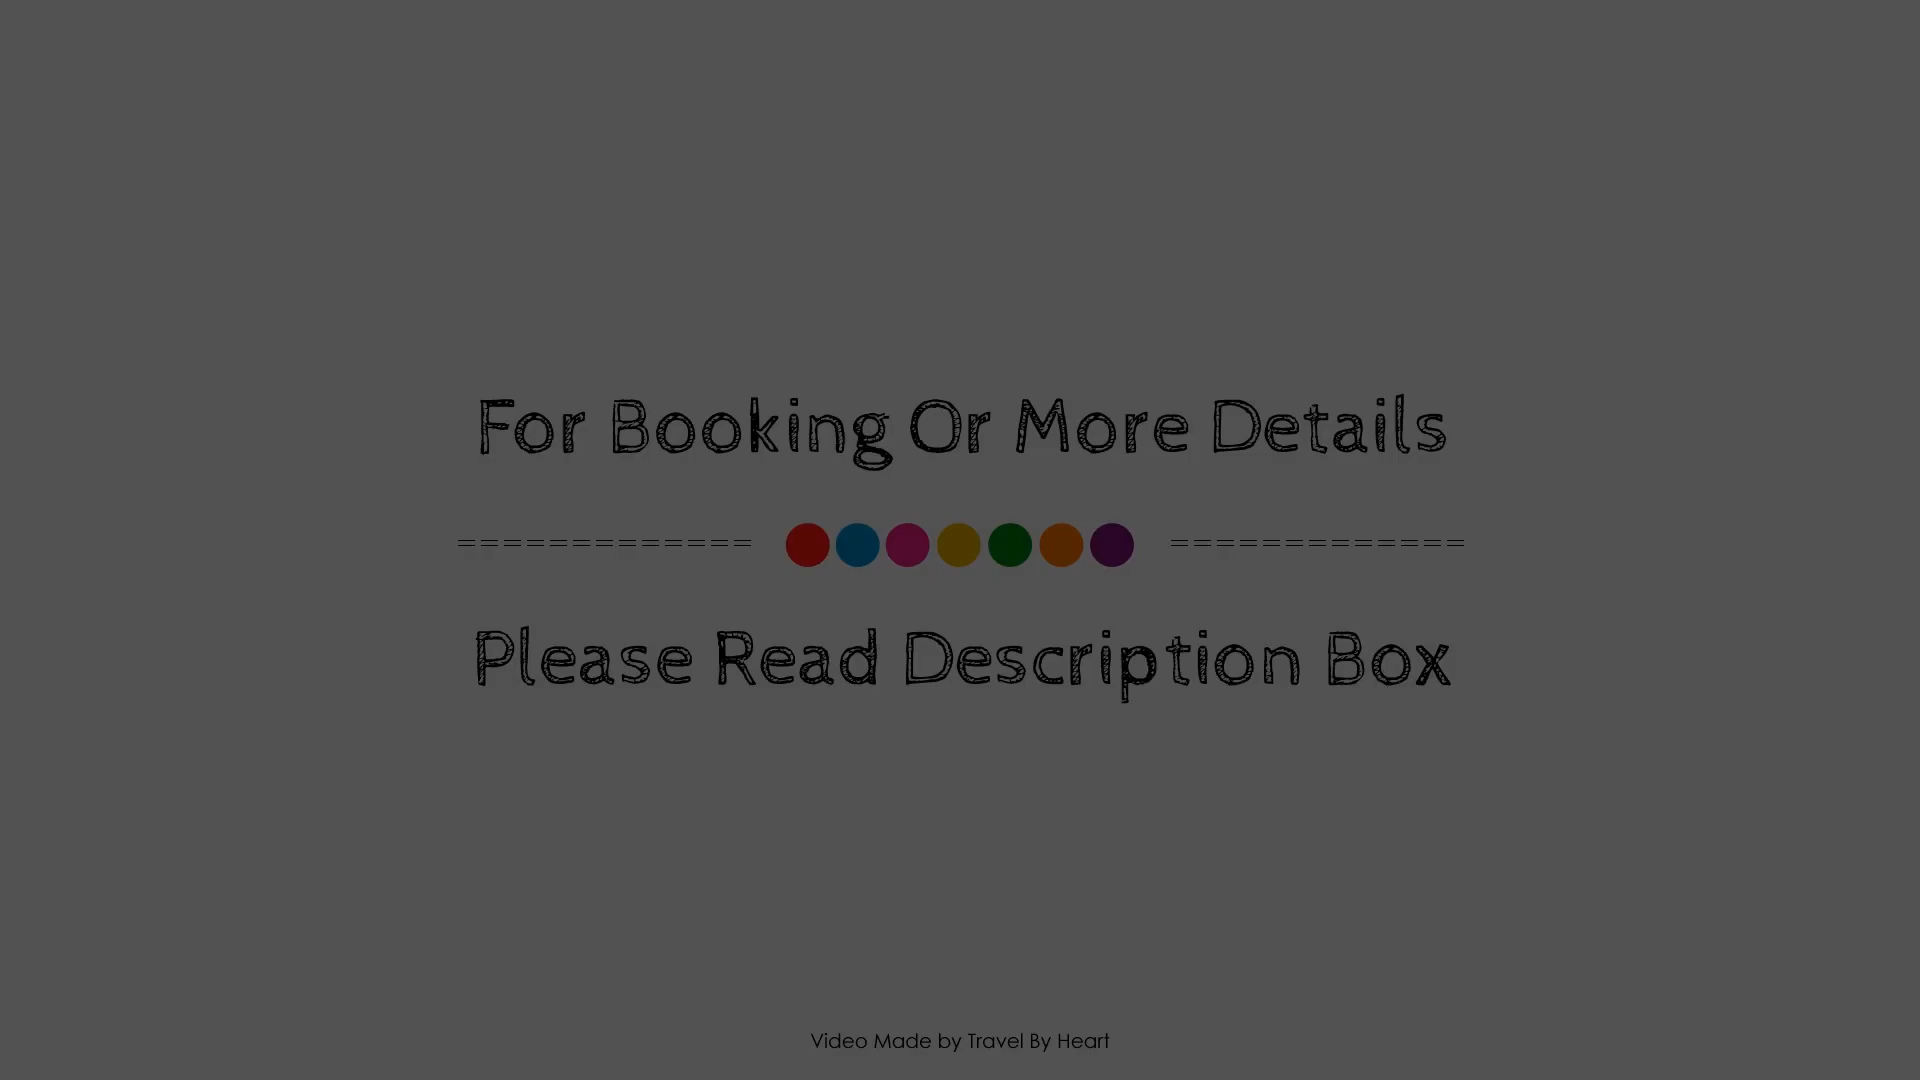 For Booking Or More Details
============= =============
Please Read Description Box
Video Made by Travel By Heart